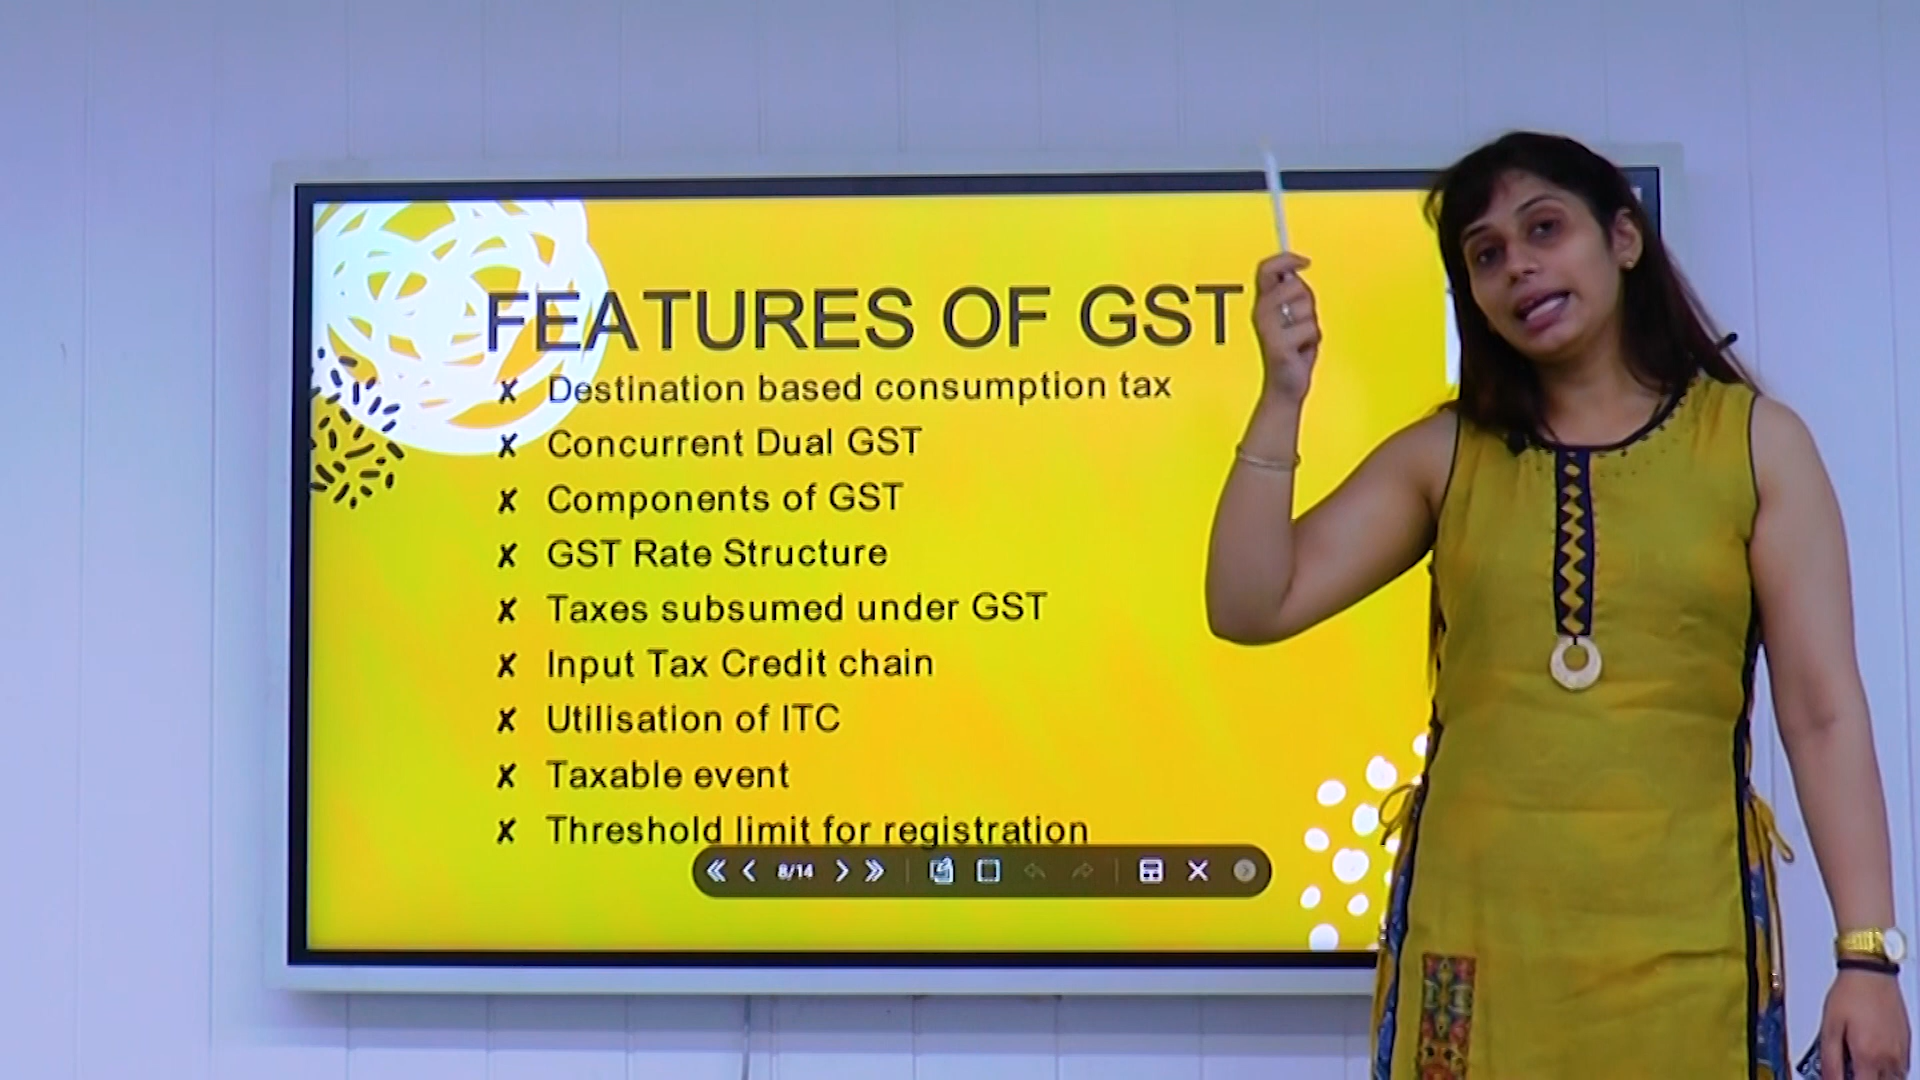 FEATURES OF GST
✗ Destination based consumption tax
✗ Concurrent Dual GST
✗ Components of GST
✗ GST Rate Structure
✗ Taxes subsumed under GST
✗ Input Tax Credit chain
✗ Utilisation of ITC
✗ Taxable event
✗ Threshold limit for registration
8/14